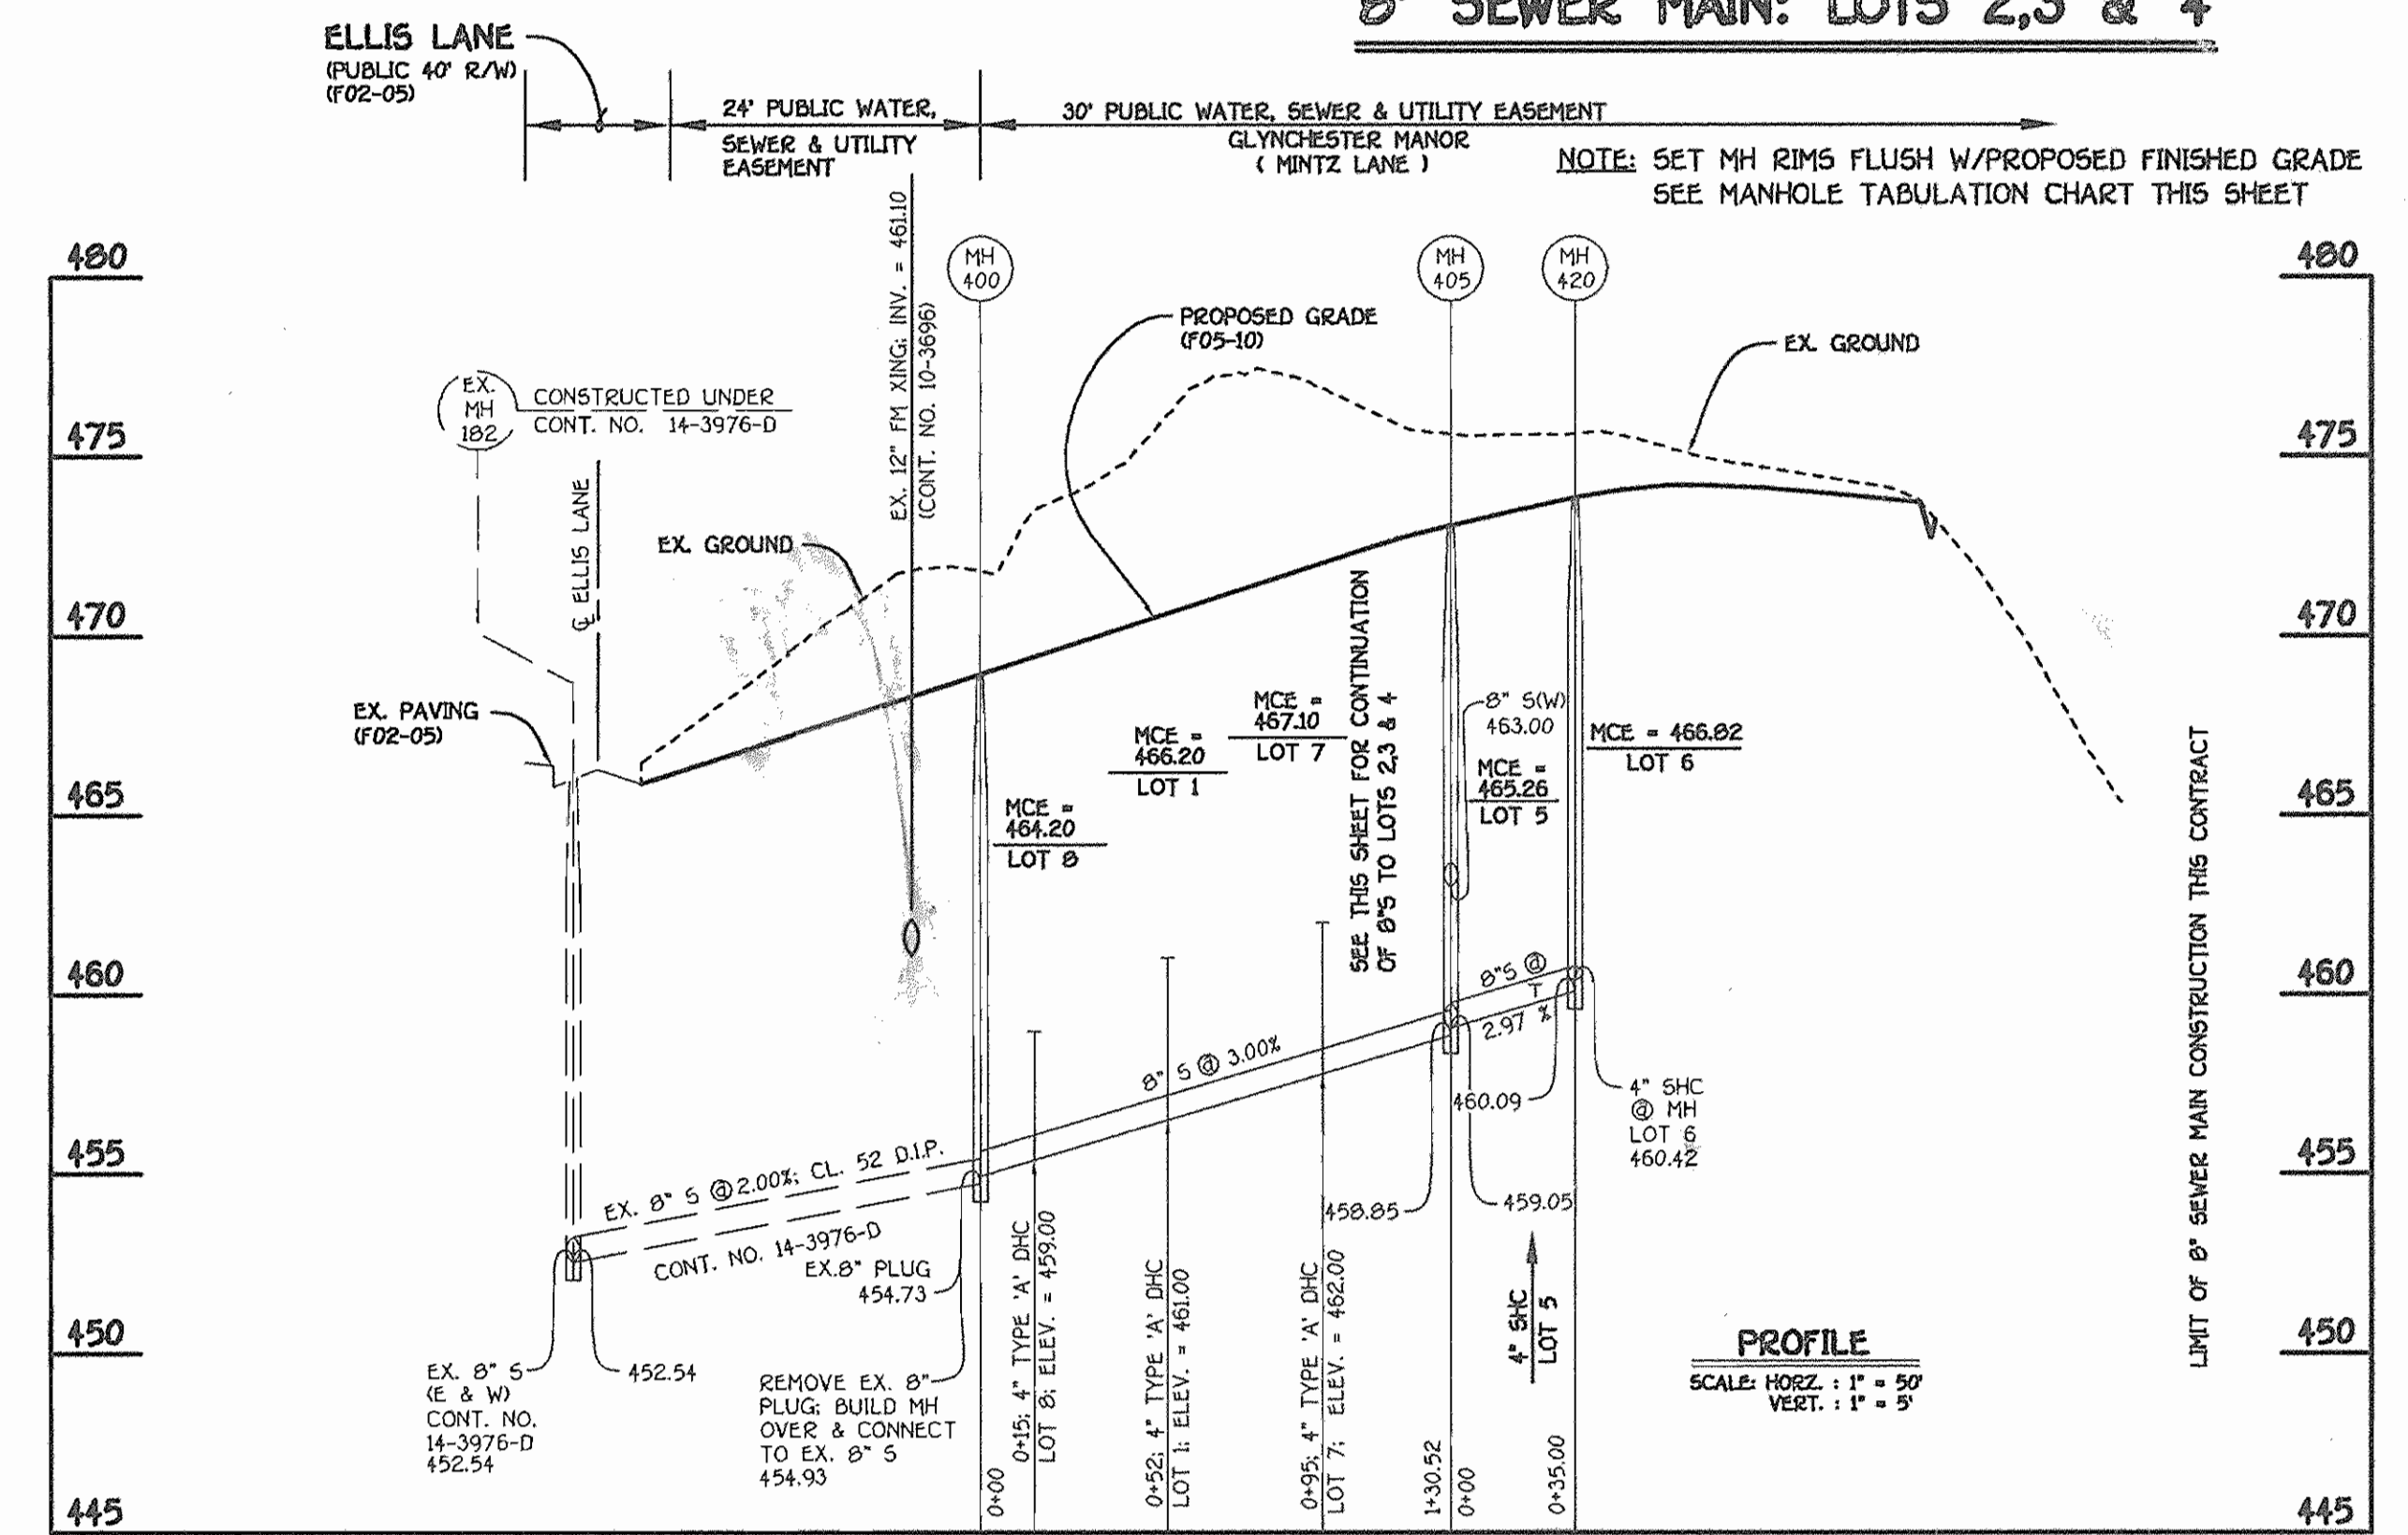 8" SEWER MAIN: LOTS 2,3 & 4
ELLIS LANE
(PUBLIC 40' R/W)
(F02-05)
24' PUBLIC WATER,
SEWER & UTILITY
EASEMENT
30' PUBLIC WATER, SEWER & UTILITY EASEMENT
GLYNCHESTER MANOR
( MINTZ LANE )
NOTE: SET MH RIMS FLUSH W/PROPOSED FINISHED GRADE
SEE MANHOLE TABULATION CHART THIS SHEET
480
475
470
465
460
455
450
445
480
475
470
465
460
455
450
445
EX.
MH
182
CONSTRUCTED UNDER
CONT. NO. 14-3976-D
℄ ELLIS LANE
EX. GROUND
EX. PAVING
(F02-05)
EX. 12" FM XING; INV. = 461.10
(CONT. NO. 10-3696)
MH
400
PROPOSED GRADE
(F05-10)
MH
405
MH
420
EX. GROUND
MCE =
464.20
LOT 8
MCE =
466.20
LOT 1
MCE =
467.10
LOT 7
SEE THIS SHEET FOR CONTINUATION
OF 8"S TO LOTS 2,3 & 4
8" S(W)
463.00
MCE =
465.26
LOT 5
MCE = 466.82
LOT 6
EX. 8" S @ 2.00%; CL. 52 D.I.P.
CONT. NO. 14-3976-D
8" S @ 3.00%
8"S @
2.97 %
EX.8" PLUG
454.73
EX. 8" S
(E & W)
CONT. NO.
14-3976-D
452.54
452.54
REMOVE EX. 8"
PLUG; BUILD MH
OVER & CONNECT
TO EX. 8" S
454.93
0+00
0+15; 4" TYPE 'A' DHC
LOT 8; ELEV. = 459.00
0+52; 4" TYPE 'A' DHC
LOT 1; ELEV. = 461.00
0+95; 4" TYPE 'A' DHC
LOT 7; ELEV. = 462.00
458.85
459.05
460.09
4" SHC
@ MH
LOT 6
460.42
4" SHC
LOT 5
1+30.52
0+00
0+35.00
PROFILE
SCALE: HORZ. : 1" = 50'
VERT. : 1" = 5'
LIMIT OF 8" SEWER MAIN CONSTRUCTION THIS CONTRACT